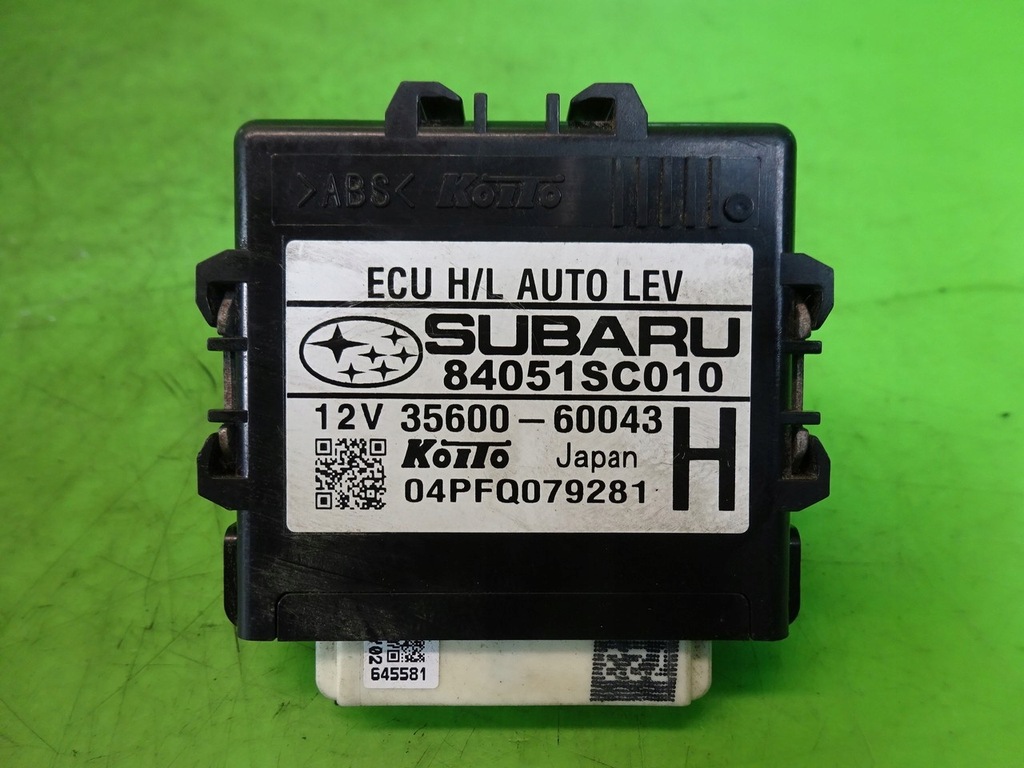 >ABS< KOITO
ECU H/L AUTO LEV
SUBARU
84051SC010
12V 35600-60043
H
KOITO Japan
04PFQ079281
645581